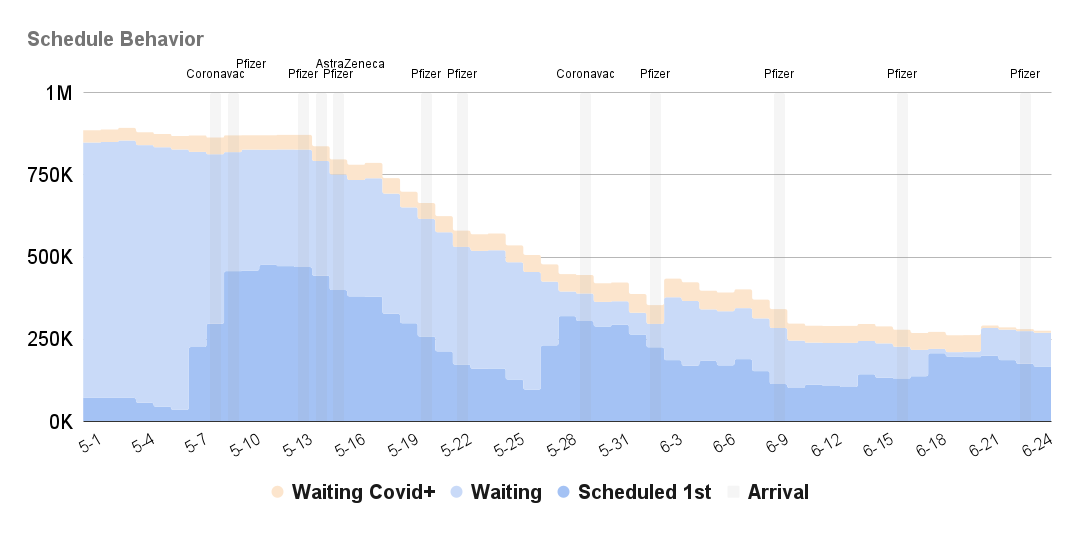 Schedule Behavior
AstraZeneca
Pfizer
Coronavac Pfizer Pfizer Pfizer Pfizer Coronavac Pfizer Pfizer Pfizer Pfizer
1M
750K
500K
250K
0K
5-1 5-4 5-7 5-10 5-13 5-16 5-19 5-22 5-25 5-28 5-31 6-3 6-6 6-9 6-12 6-15 6-18 6-21 6-24
Waiting Covid+ Waiting Scheduled 1st Arrival